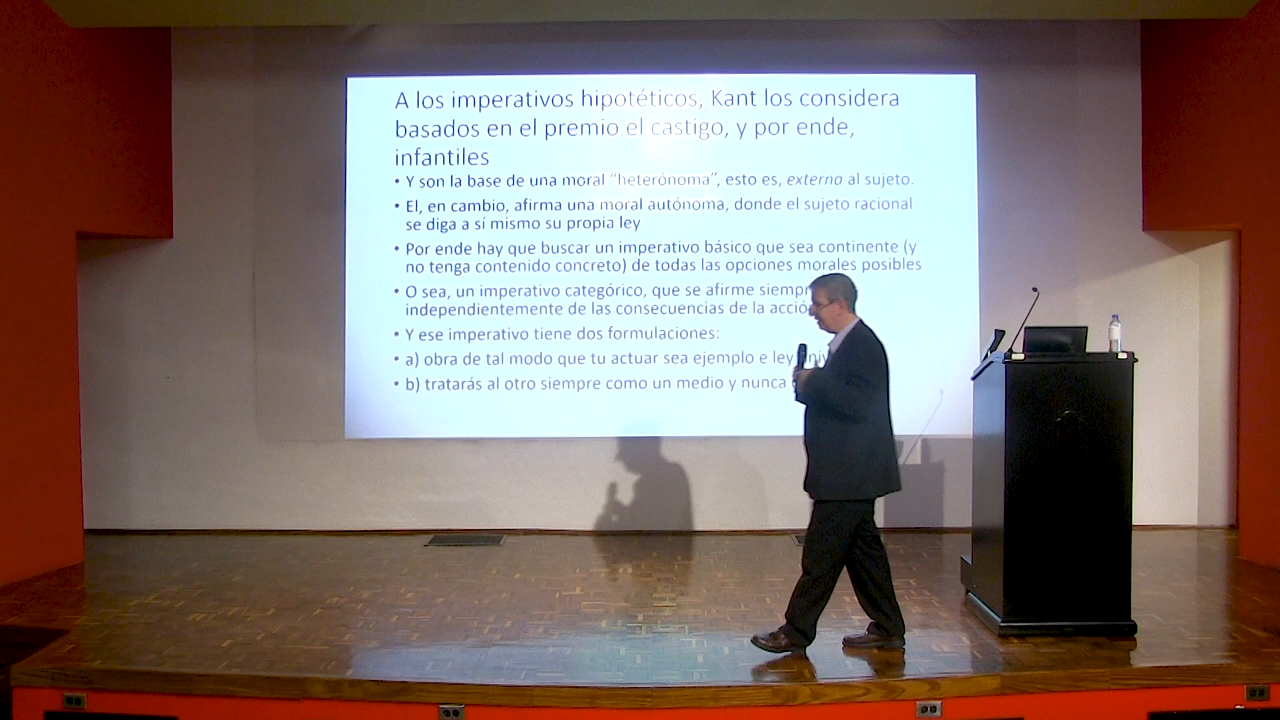 A los imperativos hipotéticos, Kant los considera
basados en el premio el castigo, y por ende,
infantiles
• Y son la base de una moral “heterónoma”, esto es, externa al sujeto.
• El, en cambio, afirma una moral autónoma, donde el sujeto racional
se diga a sí mismo su propia ley
• Por ende hay que buscar un imperativo básico que sea continente (y
no tenga contenido concreto) de todas las opciones morales posibles
• O sea, un imperativo categórico, que se afirme
independientemente de las consecuencias de la
• Y ese imperativo tiene dos formulaciones:
• a) obra de tal modo que tu actuar sea ejemplo e ley
• b) tratarás al otro siempre como un medio y nunca